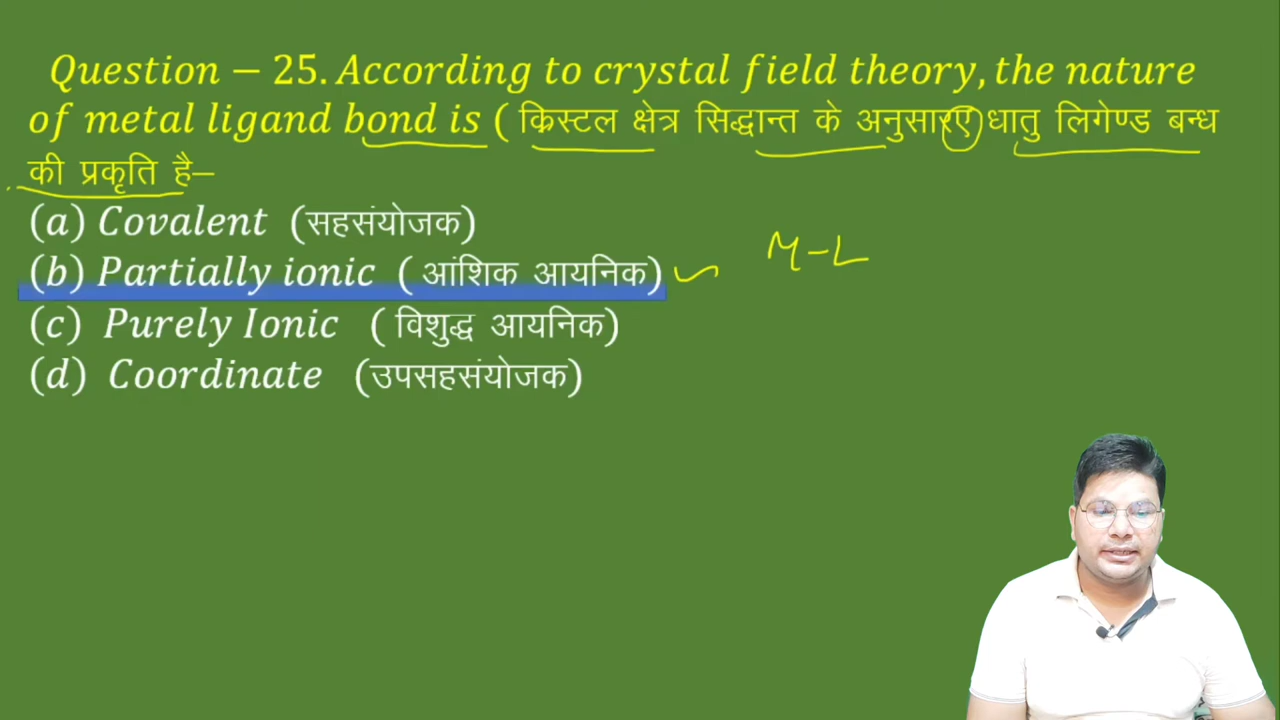 Question − 25. According to crystal field theory, the nature
of metal ligand bond is ( क्रिस्टल क्षेत्र सिद्धान्त के अनुसारए धातु लिगेण्ड बन्ध
की प्रकृति है−
(a) Covalent (सहसंयोजक)
(b) Partially ionic ( आंशिक आयनिक)
M-L
(c) Purely Ionic ( विशुद्ध आयनिक)
(d) Coordinate (उपसहसंयोजक)